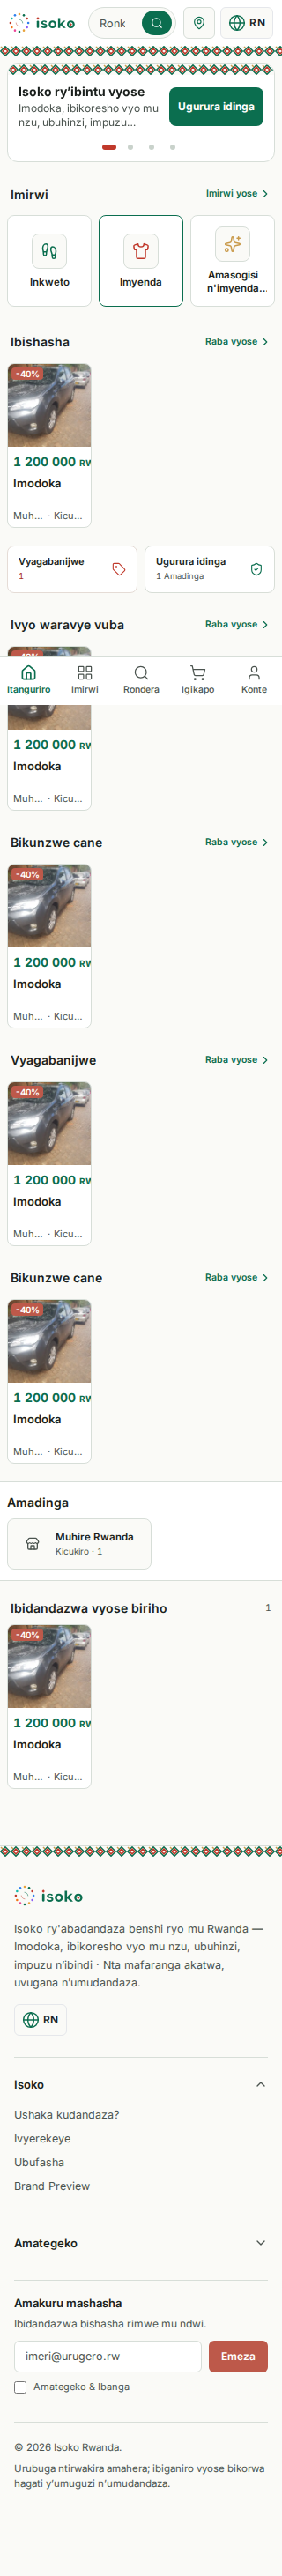 isoko
Ronk
RN
Isoko ry'ibintu vyose
Imodoka, ibikoresho vyo mu
nzu, ubuhinzi, impuzu...
Ugurura idinga
Imirwi
Imirwi yose
Inkweto
Imyenda
Amasogisi
n'imyenda...
Ibishasha
Raba vyose
-40%
1 200 000 RW
Imodoka
Muh... · Kicu...
Vyagabanijwe
1
Ugurura idinga
1 Amadinga
Ivyo waravye vuba
Raba vyose
Itanguriro
Imirwi
Rondera
Igikapo
Konte
1 200 000 RW
Imodoka
Muh... · Kicu...
Bikunzwe cane
Raba vyose
-40%
1 200 000 RW
Imodoka
Muh... · Kicu...
Vyagabanijwe
Raba vyose
-40%
1 200 000 RW
Imodoka
Muh... · Kicu...
Bikunzwe cane
Raba vyose
-40%
1 200 000 RW
Imodoka
Muh... · Kicu...
Amadinga
Muhire Rwanda
Kicukiro · 1
Ibidandazwa vyose biriho
1
-40%
1 200 000 RW
Imodoka
Muh... · Kicu...
isoko
Isoko ry'abadandaza benshi ryo mu Rwanda —
Imodoka, ibikoresho vyo mu nzu, ubuhinzi,
impuzu n'ibindi · Nta mafaranga akatwa,
uvugana n'umudandaza.
RN
Isoko
Ushaka kudandaza?
Ivyerekeye
Ubufasha
Brand Preview
Amategeko
Amakuru mashasha
Ibidandazwa bishasha rimwe mu ndwi.
imeri@urugero.rw
Emeza
Amategeko & Ibanga
© 2026 Isoko Rwanda.
Urubuga ntirwakira amahera; ibiganiro vyose bikorwa
hagati y'umuguzi n'umudandaza.